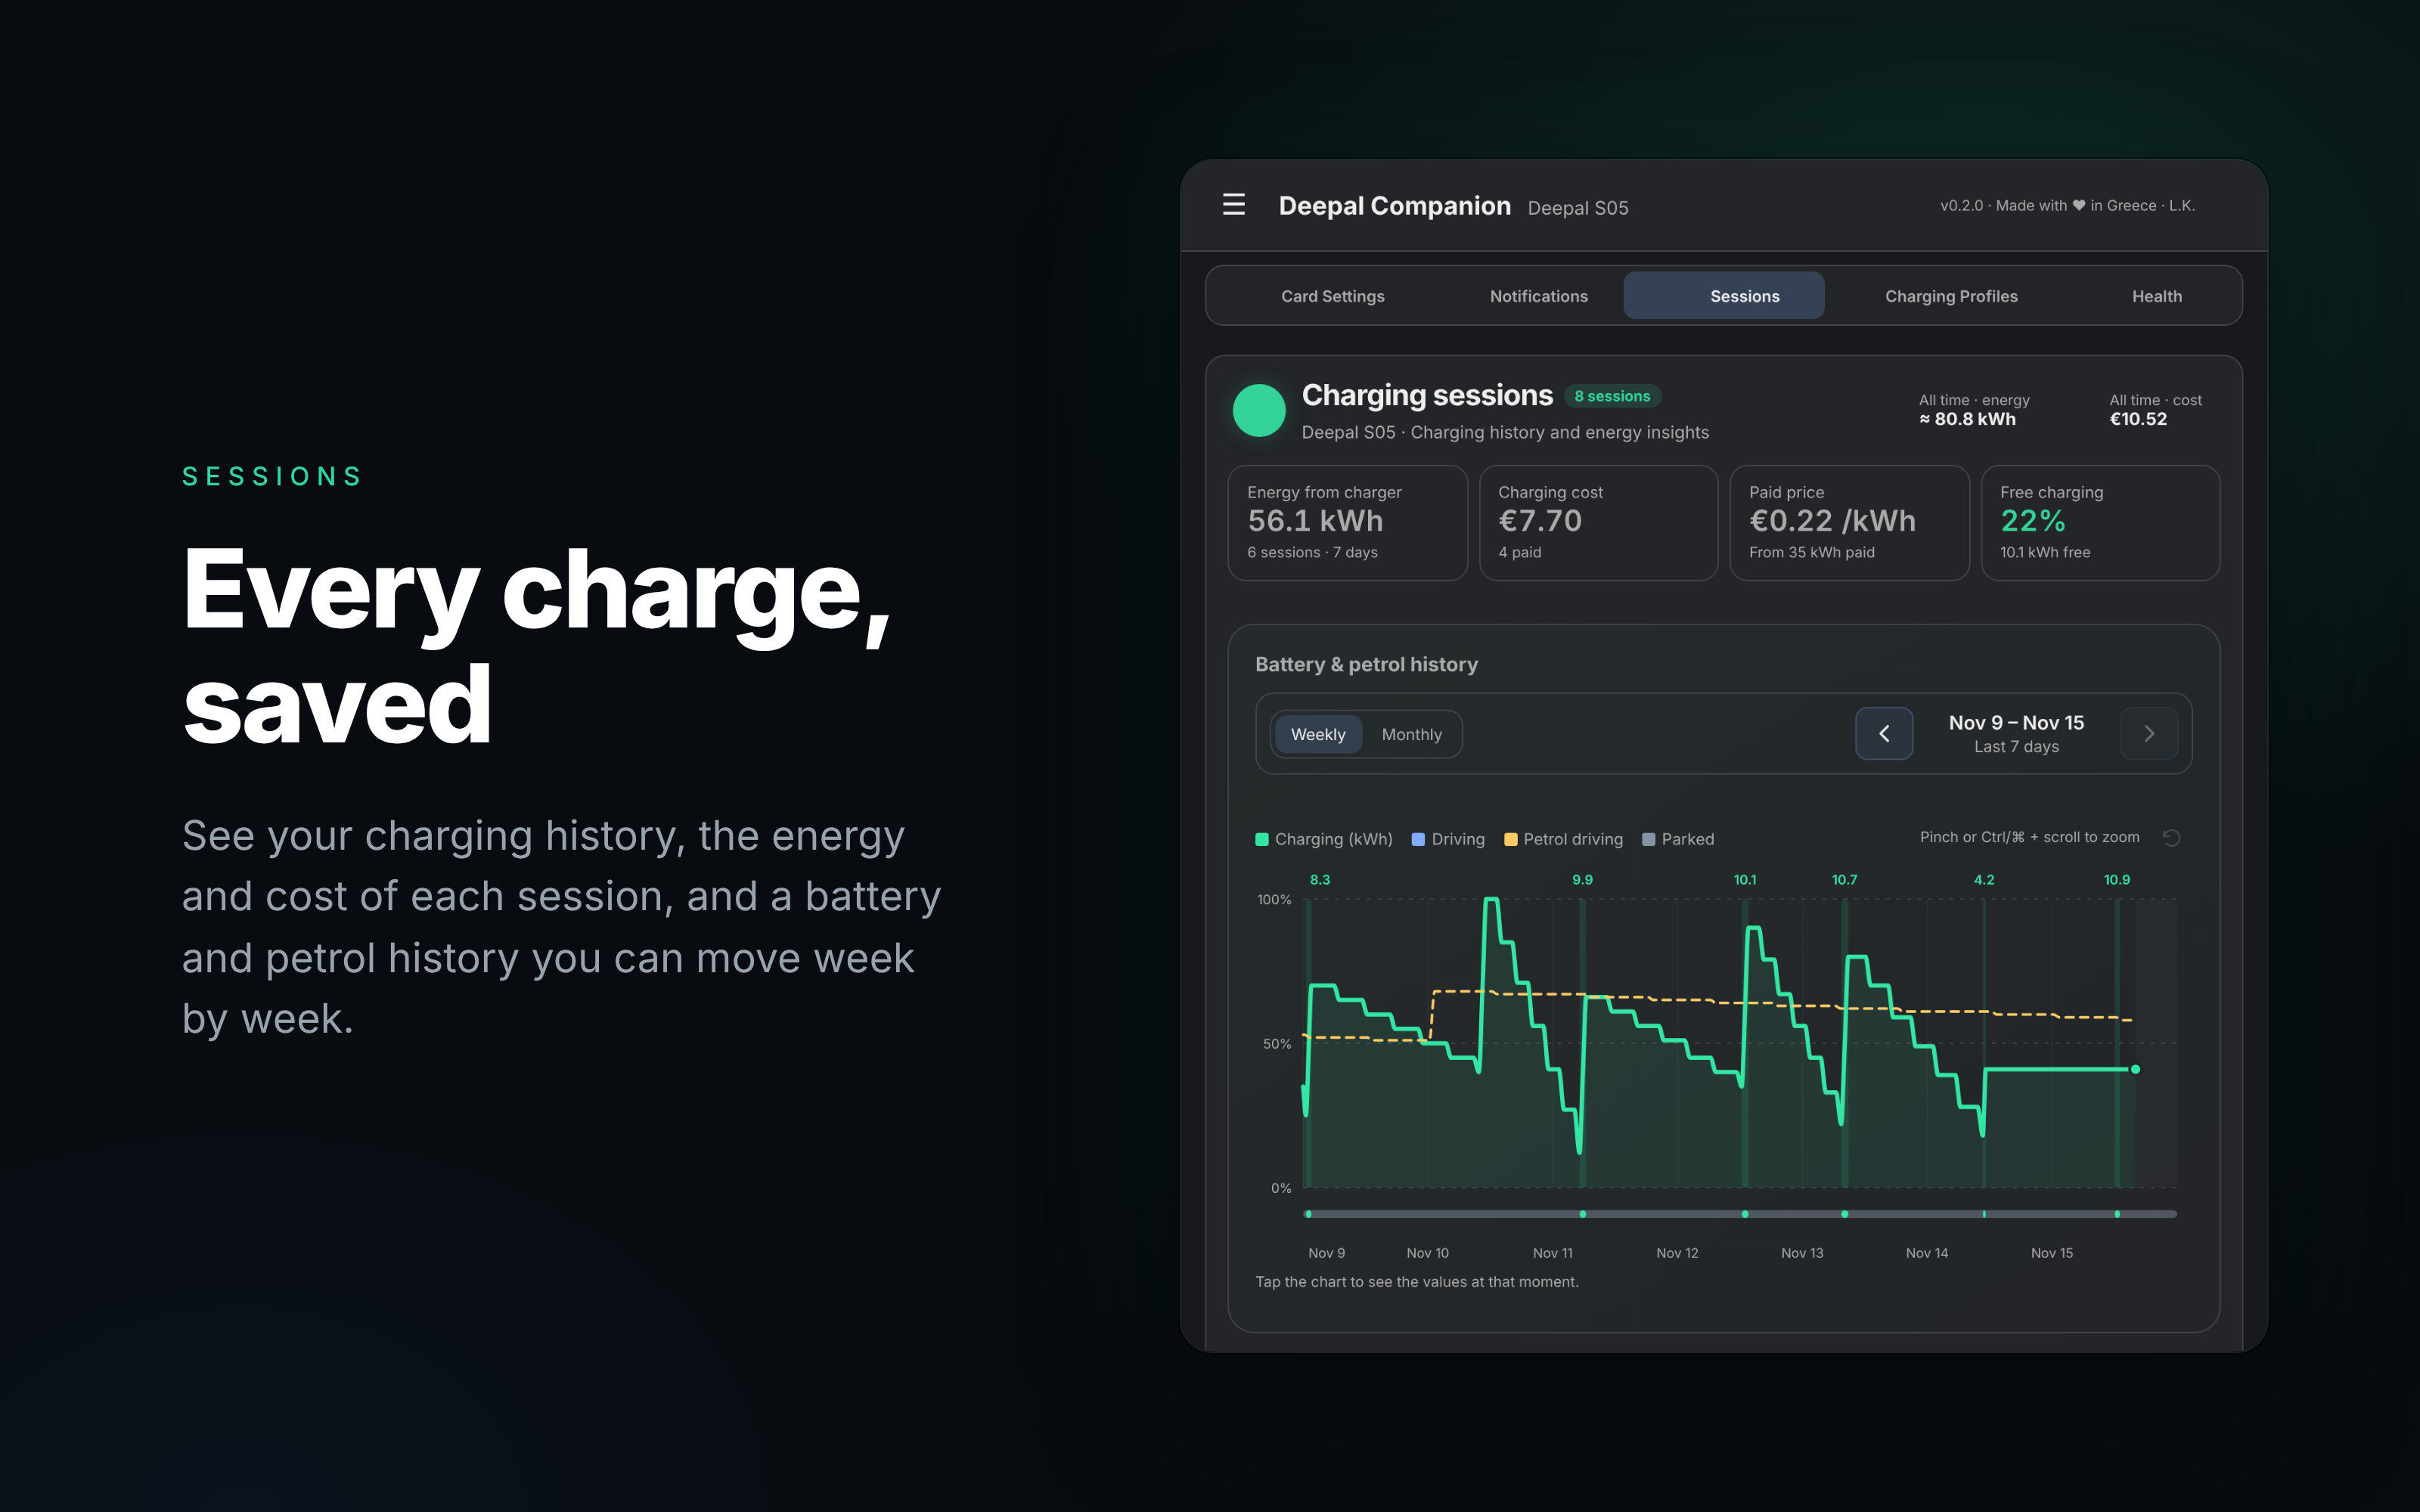 SESSIONS
Every charge,
saved
See your charging history, the energy
and cost of each session, and a battery
and petrol history you can move week
by week.
Deepal Companion Deepal S05
v0.2.0 · Made with ♥ in Greece · L.K.
Card Settings Notifications Sessions Charging Profiles Health
Charging sessions 8 sessions
Deepal S05 · Charging history and energy insights
All time · energy
≈ 80.8 kWh
All time · cost
€10.52
Energy from charger
56.1 kWh
6 sessions · 7 days
Charging cost
€7.70
4 paid
Paid price
€0.22 /kWh
From 35 kWh paid
Free charging
22%
10.1 kWh free
Battery & petrol history
Weekly Monthly
Nov 9 – Nov 15
Last 7 days
Charging (kWh) Driving Petrol driving Parked
Pinch or Ctrl/⌘ + scroll to zoom
8.3 9.9 10.1 10.7 4.2 10.9
100%
50%
0%
Nov 9 Nov 10 Nov 11 Nov 12 Nov 13 Nov 14 Nov 15
Tap the chart to see the values at that moment.